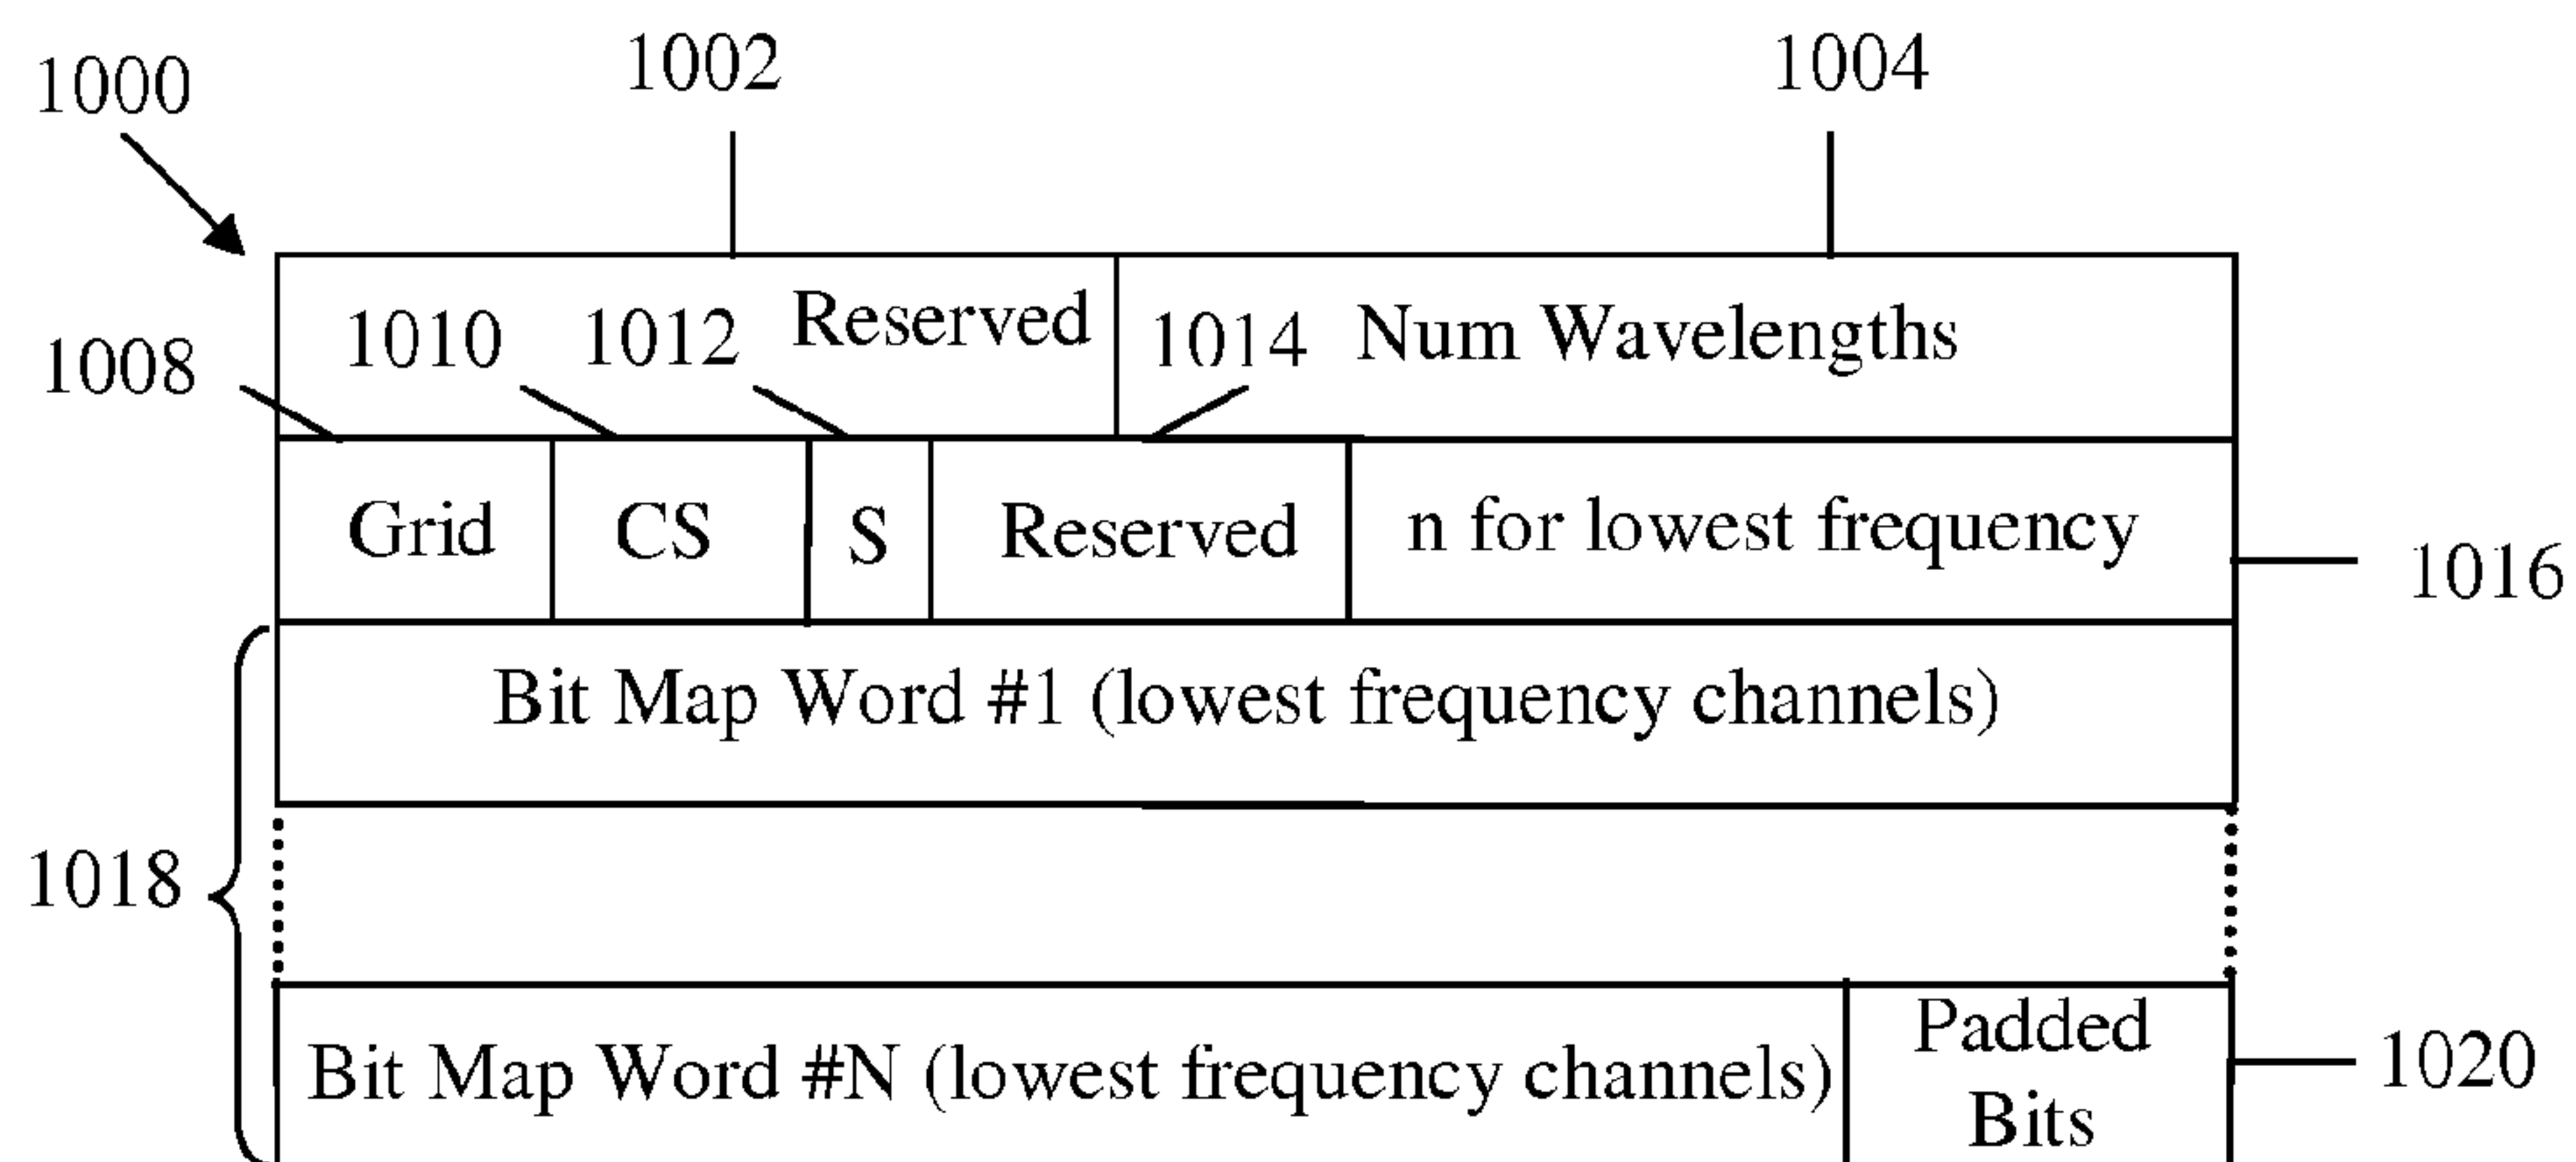 1000 1002 1004
1008 1010 1012 Reserved 1014 Num Wavelengths
Grid CS S Reserved n for lowest frequency 1016
Bit Map Word #1 (lowest frequency channels)
1018
Bit Map Word #N (lowest frequency channels) Padded
Bits 1020